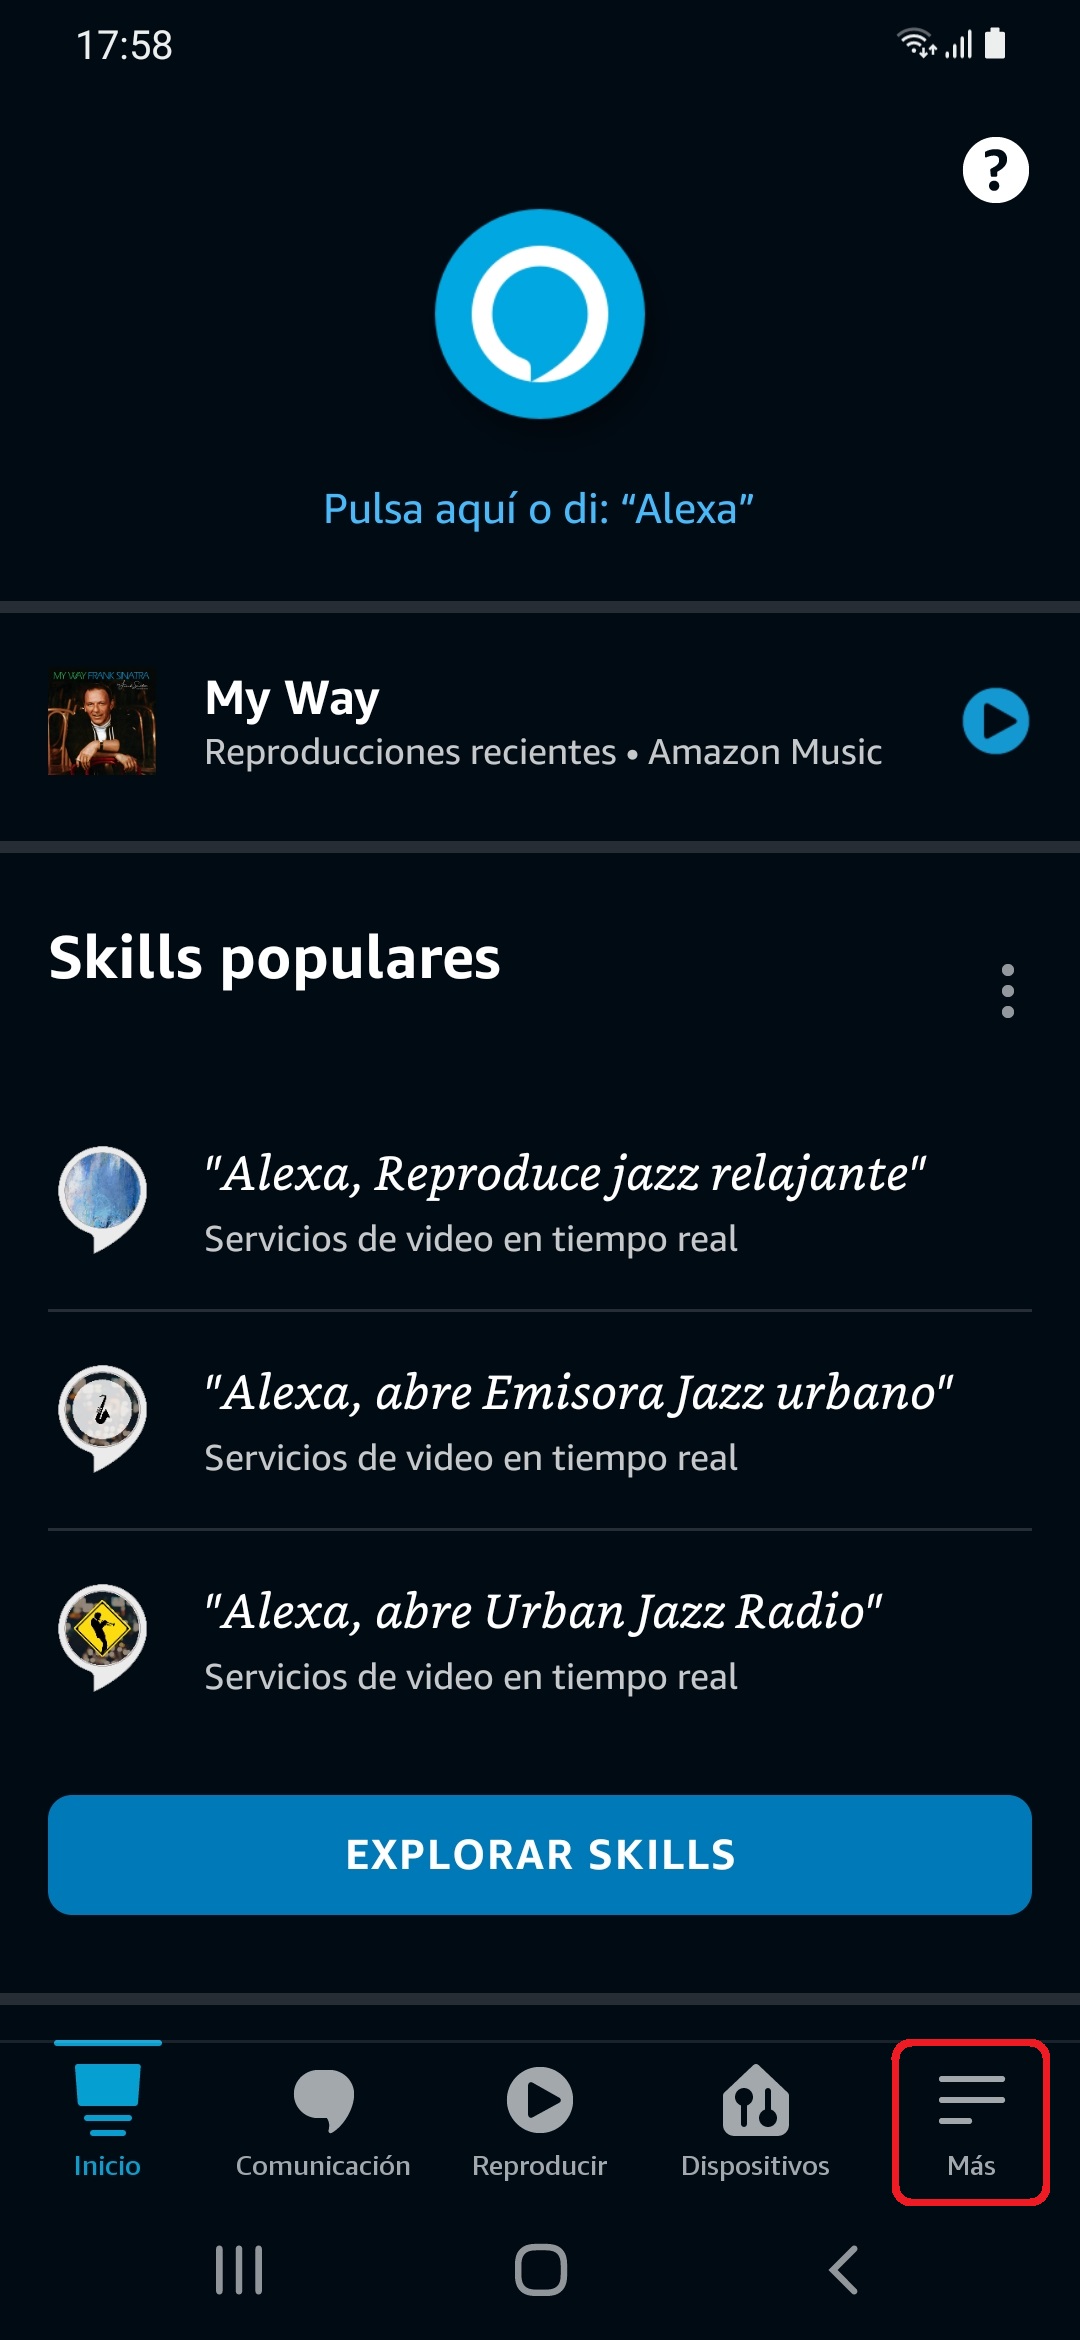 17:58
?
Pulsa aquí o di: “Alexa”
MY WAY FRANK SINATRA
My Way
Reproducciones recientes • Amazon Music
Skills populares
"Alexa, Reproduce jazz relajante"
Servicios de video en tiempo real
"Alexa, abre Emisora Jazz urbano"
Servicios de video en tiempo real
"Alexa, abre Urban Jazz Radio"
Servicios de video en tiempo real
EXPLORAR SKILLS
Inicio
Comunicación
Reproducir
Dispositivos
Más